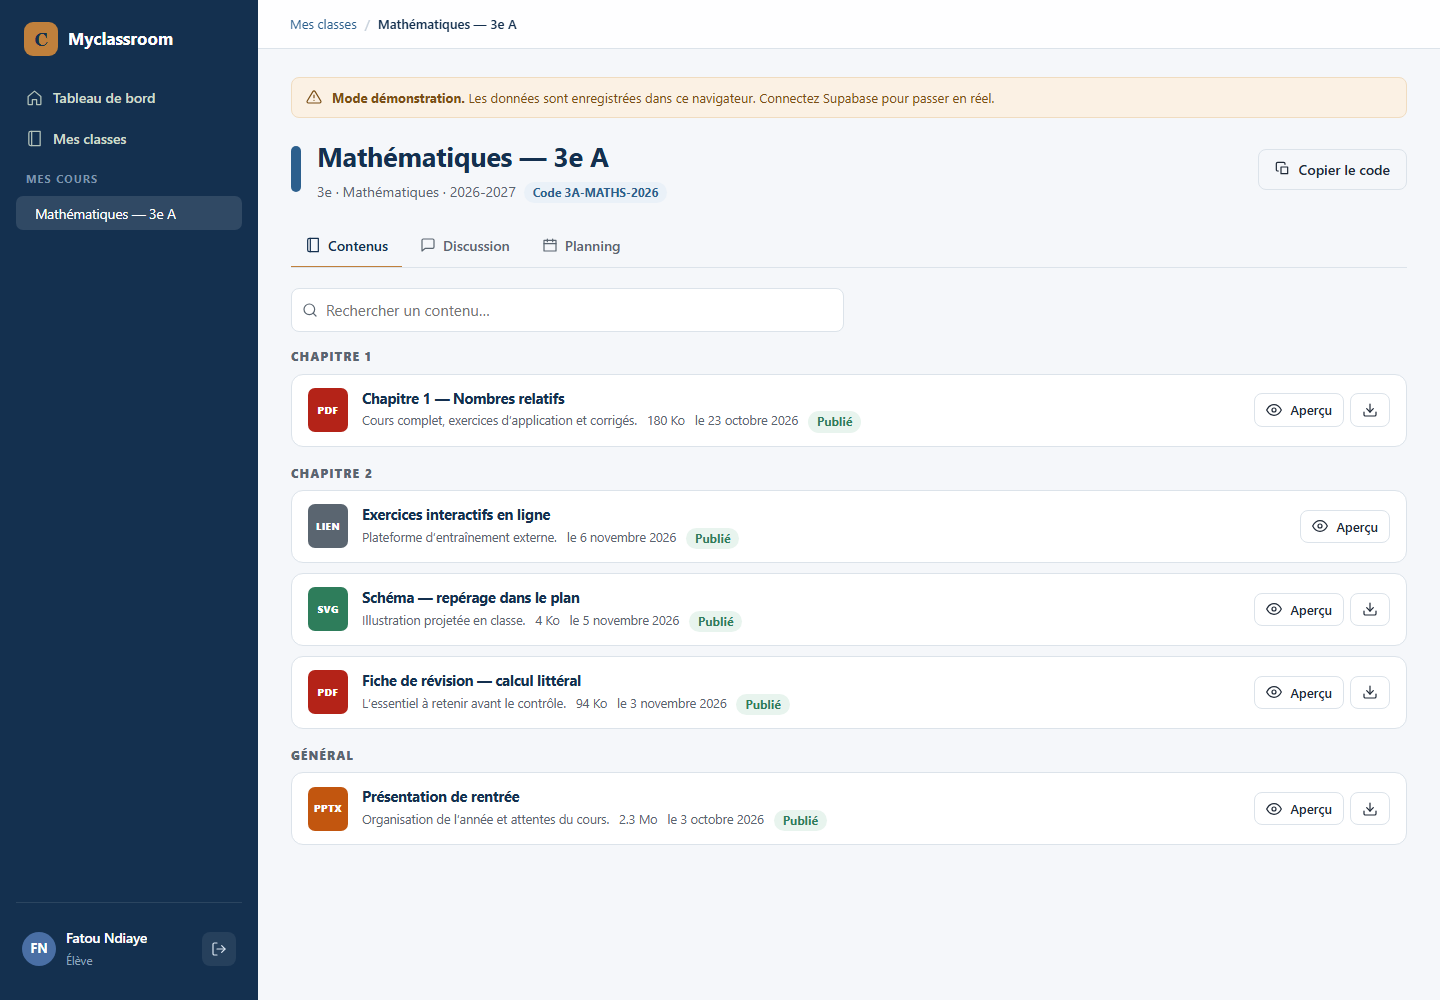 C Myclassroom
Tableau de bord
Mes classes
MES COURS
Mathématiques — 3e A
FN Fatou Ndiaye
Élève
Mes classes / Mathématiques — 3e A
Mode démonstration. Les données sont enregistrées dans ce navigateur. Connectez Supabase pour passer en réel.
Mathématiques — 3e A
3e · Mathématiques · 2026-2027 Code 3A-MATHS-2026
Copier le code
Contenus Discussion Planning
Rechercher un contenu...
CHAPITRE 1
PDF
Chapitre 1 — Nombres relatifs
Cours complet, exercices d'application et corrigés. 180 Ko le 23 octobre 2026 Publié
Aperçu
CHAPITRE 2
LIEN
Exercices interactifs en ligne
Plateforme d'entraînement externe. le 6 novembre 2026 Publié
Aperçu
SVG
Schéma — repérage dans le plan
Illustration projetée en classe. 4 Ko le 5 novembre 2026 Publié
Aperçu
PDF
Fiche de révision — calcul littéral
L'essentiel à retenir avant le contrôle. 94 Ko le 3 novembre 2026 Publié
Aperçu
GÉNÉRAL
PPTX
Présentation de rentrée
Organisation de l'année et attentes du cours. 2.3 Mo le 3 octobre 2026 Publié
Aperçu